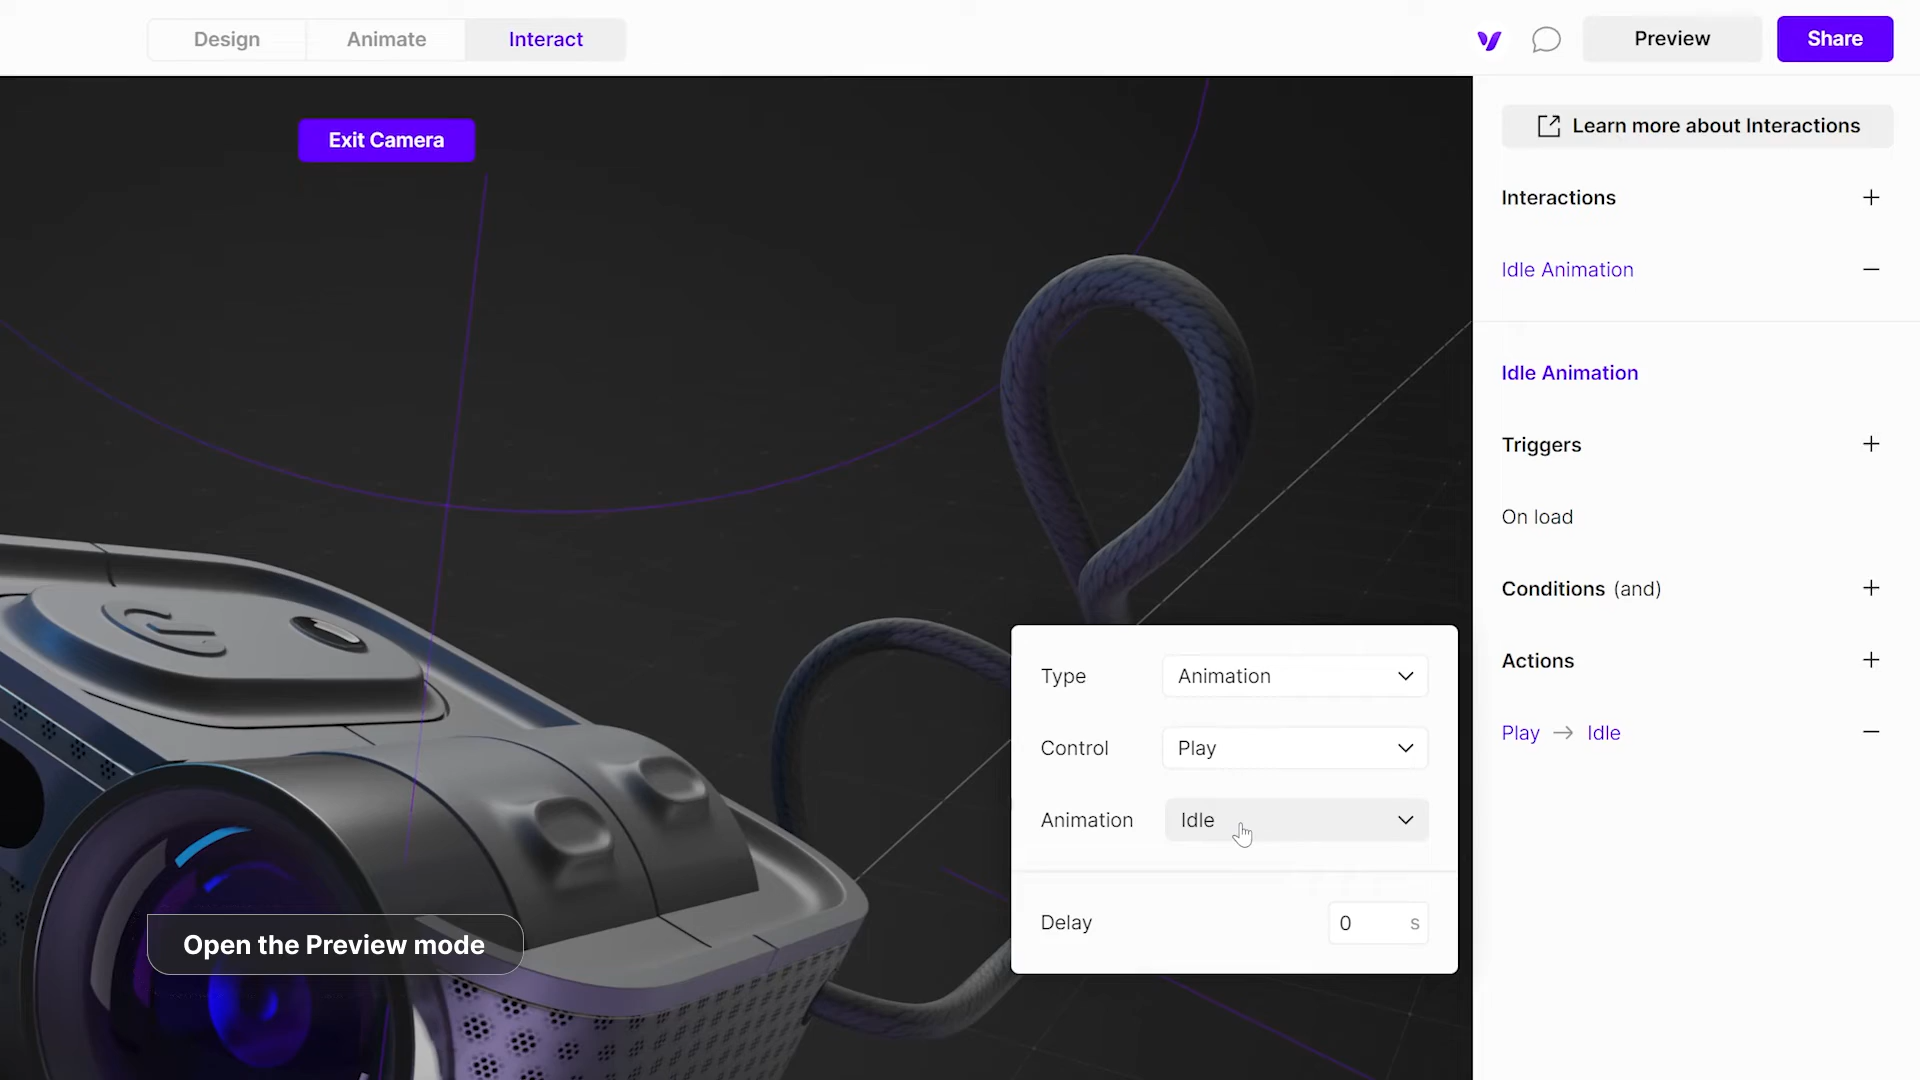 Design
Animate
Interact
Preview
Share
Exit Camera
Learn more about Interactions
Interactions
Idle Animation
Idle Animation
Triggers
On load
Conditions (and)
Actions
Play → Idle
Type
Animation
Control
Play
Animation
Idle
Delay
0 s
Open the Preview mode